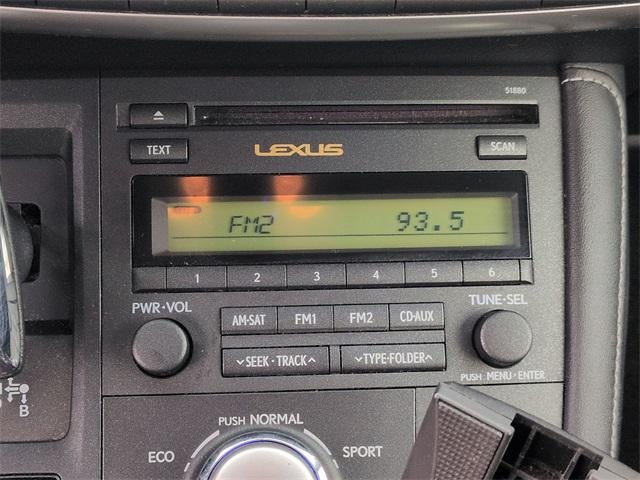 51880
TEXT
LEXUS
SCAN
FM2 93.5
1 2 3 4 5 6
PWR·VOL
TUNE·SEL
AM·SAT FM1 FM2 CD·AUX
SEEK·TRACK
TYPE·FOLDER
PUSH MENU·ENTER
PUSH NORMAL
ECO
SPORT
B